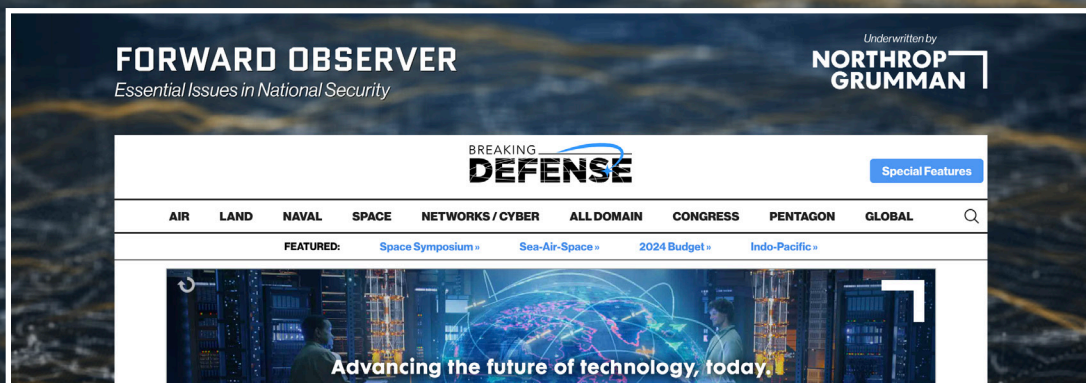 FORWARD OBSERVER
Essential Issues in National Security
Underwritten by
NORTHROP
GRUMMAN
BREAKING
DEFENSE
Special Features
AIR LAND NAVAL SPACE NETWORKS / CYBER ALL DOMAIN CONGRESS PENTAGON GLOBAL
FEATURED: Space Symposium » Sea-Air-Space » 2024 Budget » Indo-Pacific »
Advancing the future of technology, today.